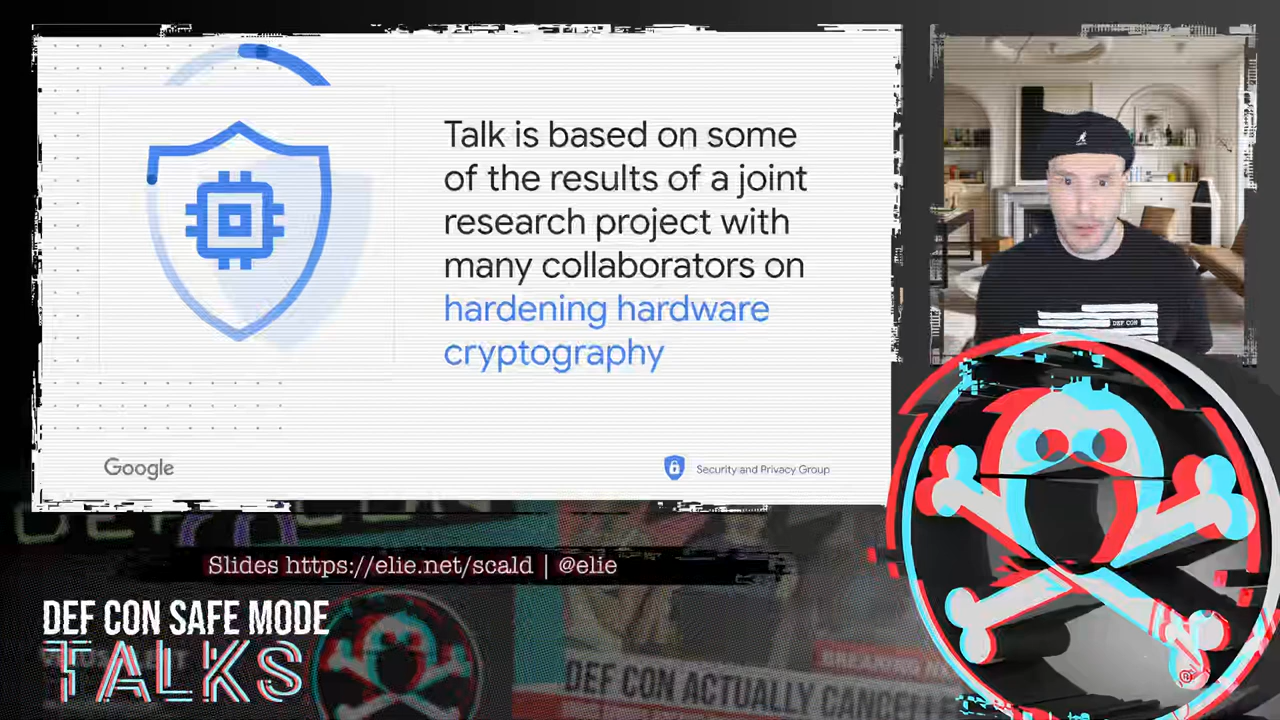 Talk is based on some
of the results of a joint
research project with
many collaborators on
hardening hardware
cryptography
Google
Security and Privacy Group
DEF CON
Slides https://elie.net/scald | @elie
DEF CON SAFE MODE
TALKS
DEF CON ACTUALLY CANCELLE